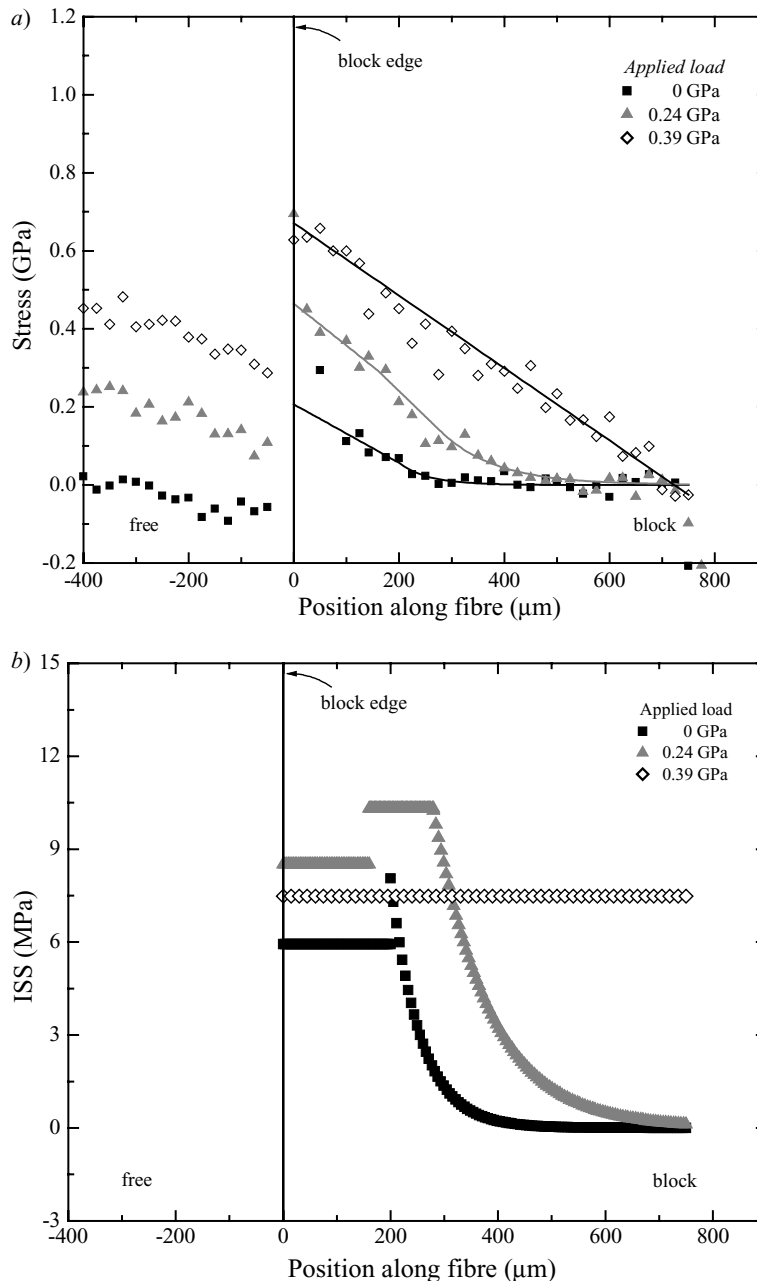 a)
1.2
1.0
0.8
0.6
0.4
0.2
0.0
-0.2
Stress (GPa)
block edge
Applied load
0 GPa
0.24 GPa
0.39 GPa
free
block
-400
-200
0
200
400
600
800
Position along fibre (μm)
b)
15
12
9
6
3
0
-3
ISS (MPa)
block edge
Applied load
0 GPa
0.24 GPa
0.39 GPa
free
block
-400
-200
0
200
400
600
800
Position along fibre (μm)